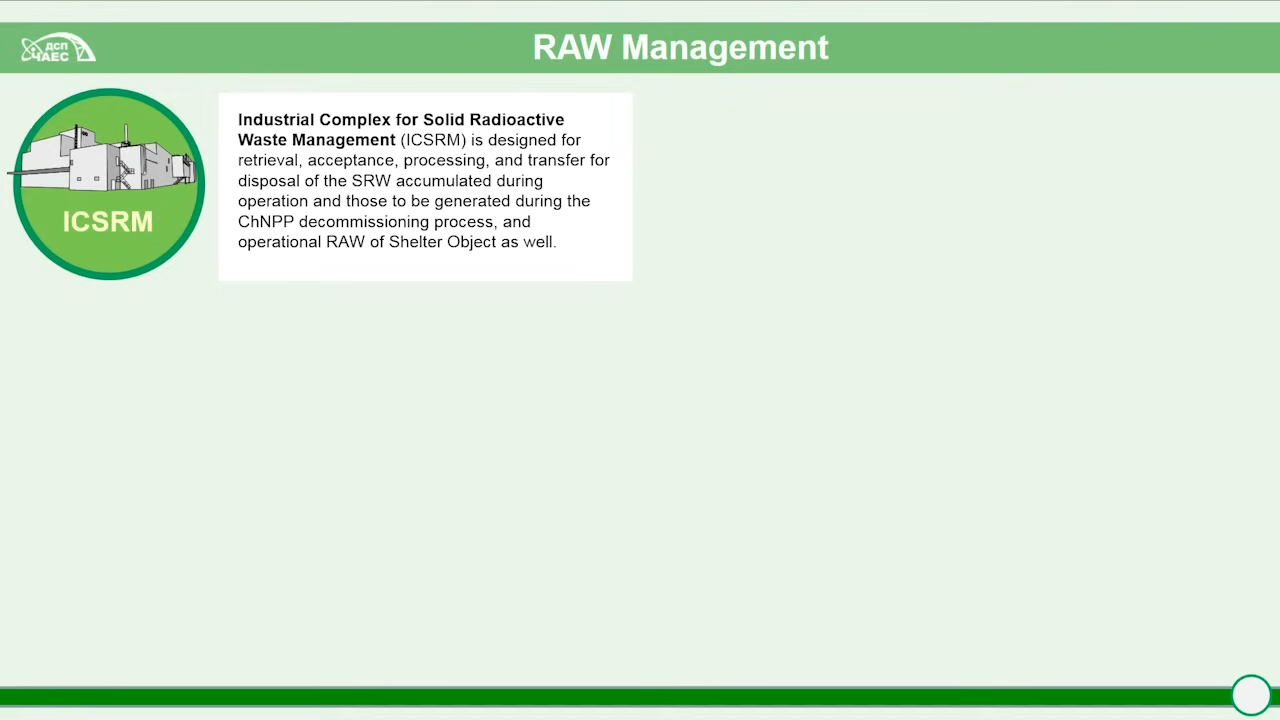 ДСП
ЧАЕС
RAW Management
ICSRM
Industrial Complex for Solid Radioactive
Waste Management (ICSRM) is designed for
retrieval, acceptance, processing, and transfer for
disposal of the SRW accumulated during
operation and those to be generated during the
ChNPP decommissioning process, and
operational RAW of Shelter Object as well.